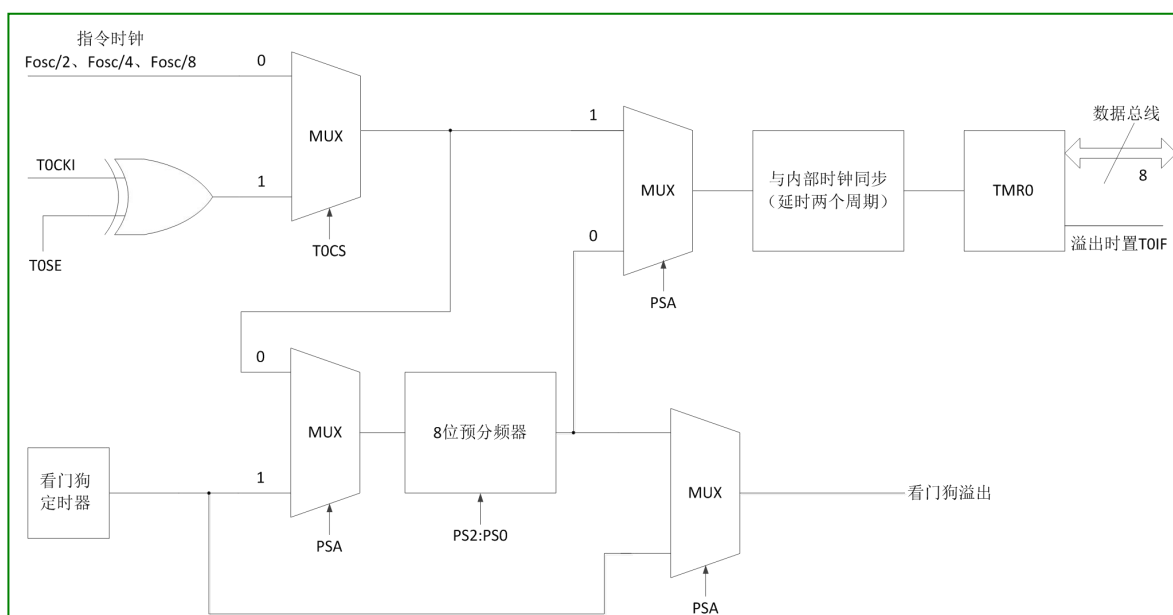 指令时钟
Fosc/2、Fosc/4、Fosc/8
0
MUX
T0CKI
1
T0SE
T0CS
1
MUX
0
PSA
与内部时钟同步
（延时两个周期）
TMR0
数据总线
8
溢出时置T0IF
0
MUX
1
PSA
看门狗
定时器
8位预分频器
PS2:PS0
MUX
PSA
看门狗溢出